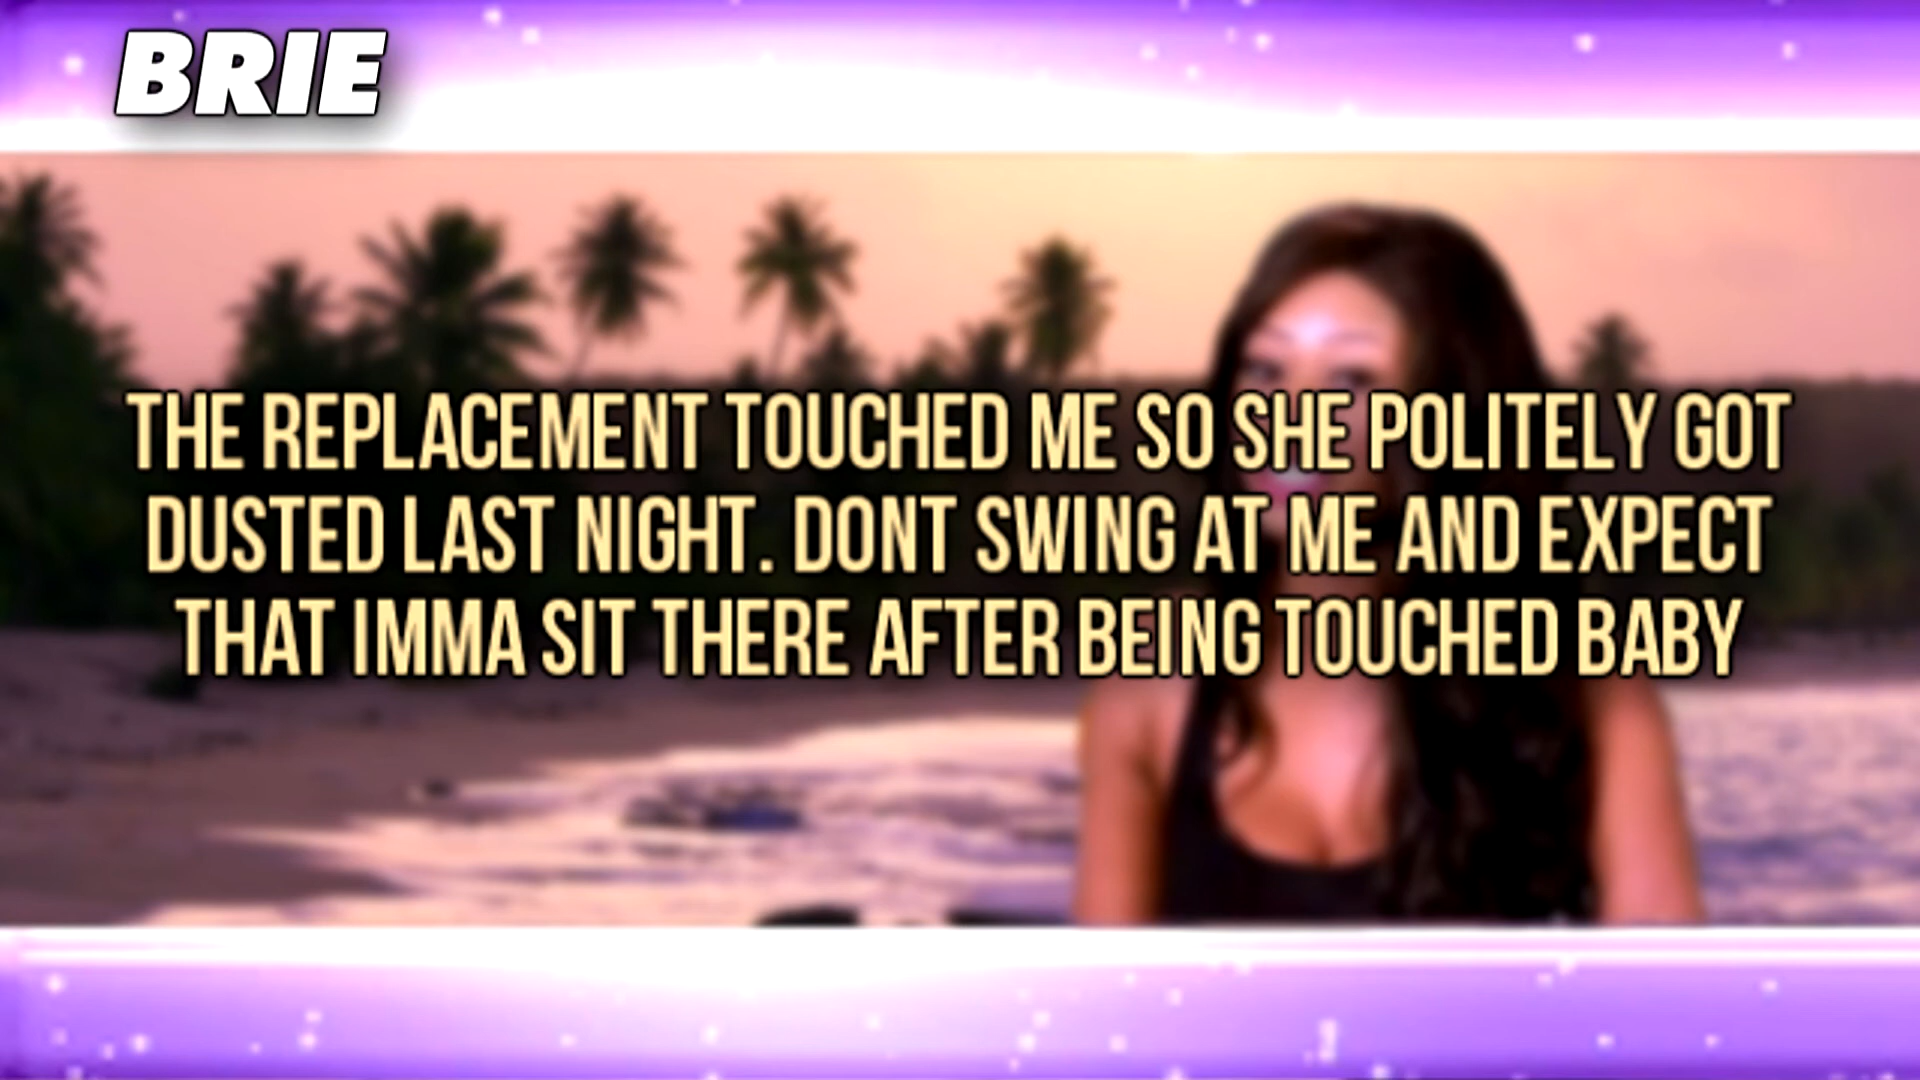 BRIE
THE REPLACEMENT TOUCHED ME SO SHE POLITELY GOT
DUSTED LAST NIGHT. DONT SWING AT ME AND EXPECT
THAT IMMA SIT THERE AFTER BEING TOUCHED BABY